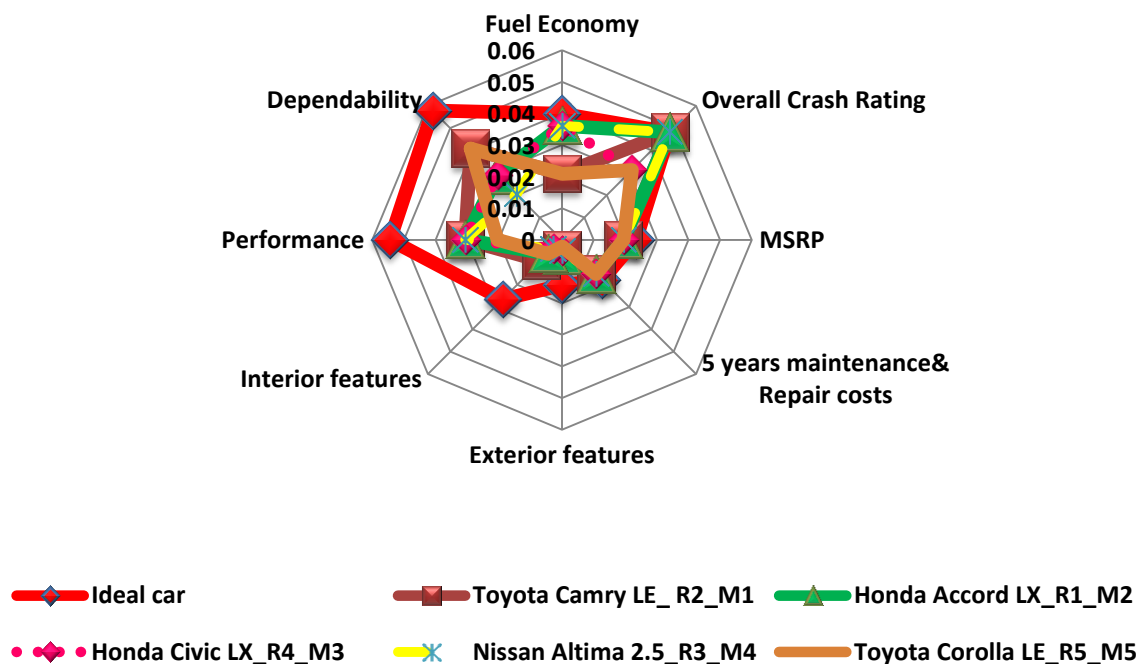 Fuel Economy
0.06
0.05
Dependability
Overall Crash Rating
0.04
0.03
0.02
0.01
Performance
0
MSRP
Interior features
5 years maintenance&
Repair costs
Exterior features
Ideal car
Toyota Camry LE_ R2_M1
Honda Accord LX_R1_M2
Honda Civic LX_R4_M3
Nissan Altima 2.5_R3_M4
Toyota Corolla LE_R5_M5